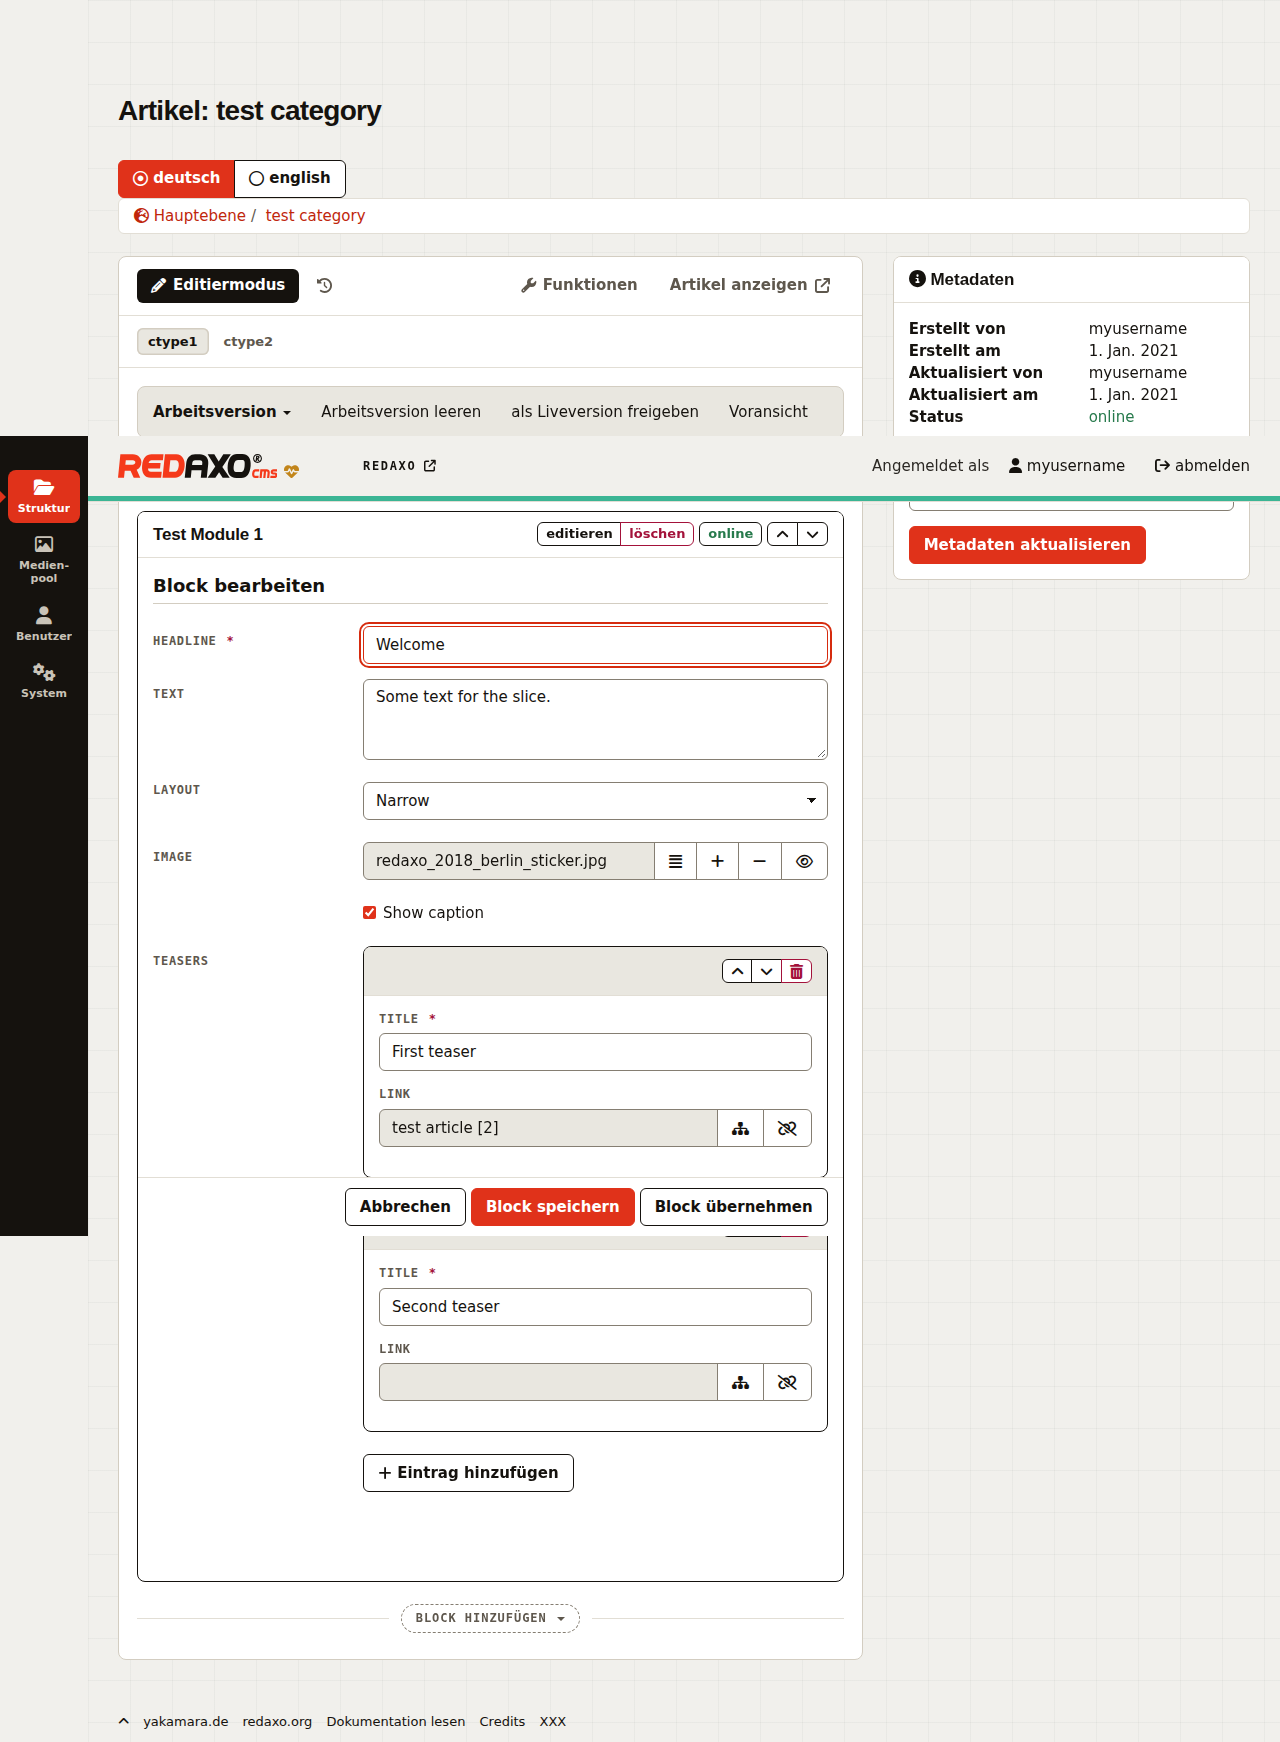 Artikel: test category
deutsch
english
Hauptebene / test category
Editiermodus
Funktionen
Artikel anzeigen
ctype1
ctype2
Arbeitsversion
Arbeitsversion leeren
als Liveversion freigeben
Voransicht
Metadaten
Erstellt von myusername
Erstellt am 1. Jan. 2021
Aktualisiert von myusername
Aktualisiert am 1. Jan. 2021
Status online
REDAXO® cms
REDAXO
Angemeldet als myusername
abmelden
Struktur
Medien-
pool
Benutzer
System
Metadaten aktualisieren
Test Module 1
editieren
löschen
online
Block bearbeiten
HEADLINE *
Welcome
TEXT
Some text for the slice.
LAYOUT
Narrow
IMAGE
redaxo_2018_berlin_sticker.jpg
Show caption
TEASERS
TITLE *
First teaser
LINK
test article [2]
Abbrechen
Block speichern
Block übernehmen
TITLE *
Second teaser
LINK
Eintrag hinzufügen
BLOCK HINZUFÜGEN
yakamara.de
redaxo.org
Dokumentation lesen
Credits
XXX